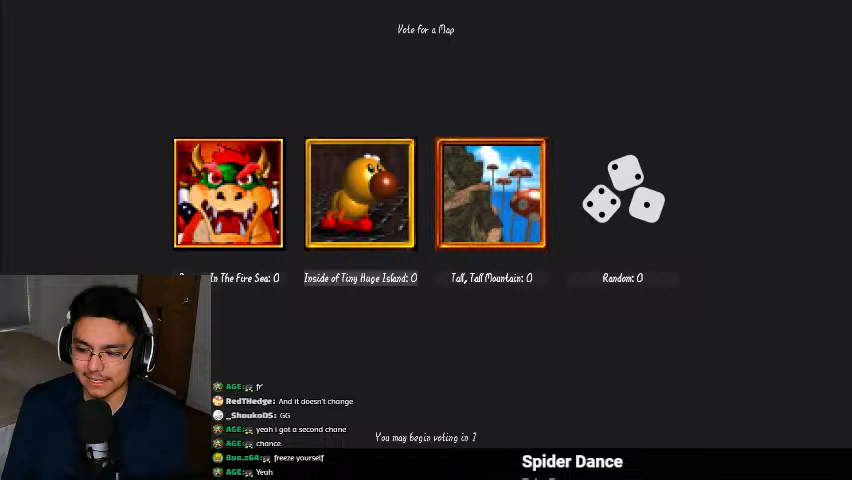 Vote for a Map
In The Fire Sea: 0
Inside of Tiny Huge Island: 0
Tall, Tall Mountain: 0
Random: 0
AGE: fr
RedTHedge: And it doesn't change
_ShoukoDS: GG
AGE: yeah i got a second chane
AGE: chance
Bue.z64: freeze yourself
AGE: Yeah
You may begin voting in 2
Spider Dance